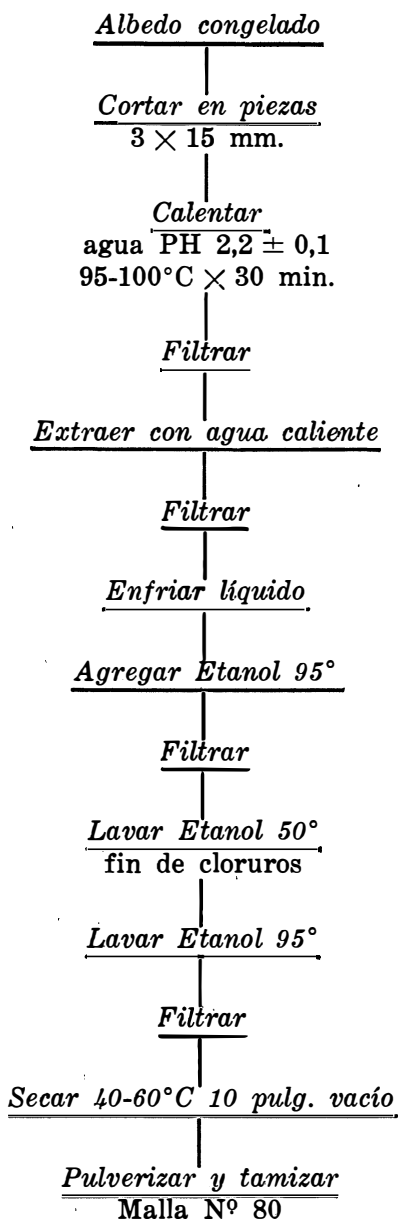 Albedo congelado
Cortar en piezas
3 × 15 mm.
Calentar
agua PH 2,2 ± 0,1
95-100°C × 30 min.
Filtrar
Extraer con agua caliente
Filtrar
Enfriar líquido
Agregar Etanol 95°
Filtrar
Lavar Etanol 50°
fin de cloruros
Lavar Etanol 95°
Filtrar
Secar 40-60°C 10 pulg. vacío
Pulverizar y tamizar
Malla Nº 80